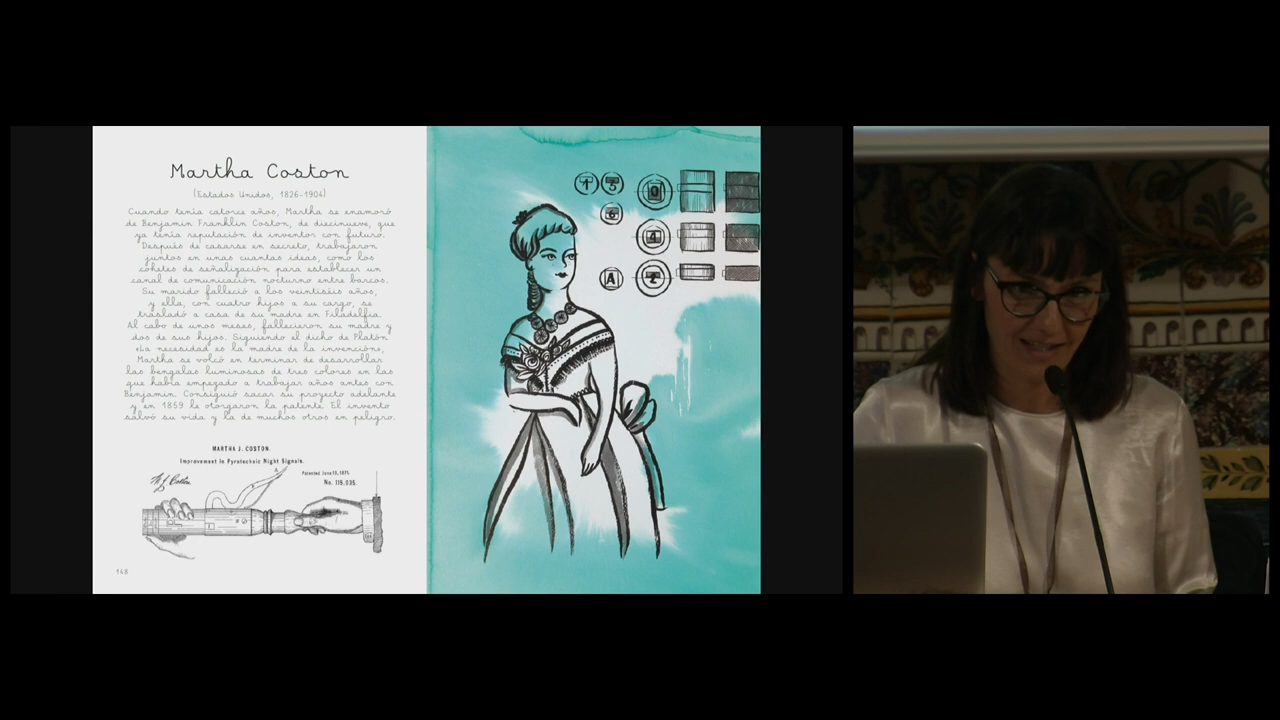 Martha Coston
(Estados Unidos, 1826-1904)
Cuando tenía catorce años, Martha se enamoró
de Benjamin Franklin Coston, de diecinueve, que
ya tenía reputación de inventor con futuro.
Después de casarse en secreto, trabajaron
juntos en unas cuantas ideas, como los
cohetes de señalización para establecer un
canal de comunicación nocturno entre barcos.
Su marido falleció a los veintiséis años,
y ella, con cuatro hijos a su cargo, se
trasladó a casa de su madre en Filadelfia.
Al cabo de unos meses, fallecieron su madre y
dos de sus hijos. Siguiendo el dicho de Platón
«La necesidad es la madre de la invención»,
Martha se volcó en terminar de desarrollar
las bengalas luminosas de tres colores en las
que había empezado a trabajar años antes con
Benjamin. Consiguió sacar su proyecto adelante
y en 1859 le otorgaron la patente. El invento
salvó su vida y la de muchos otros en peligro.
MARTHA J. COSTON.
Improvement in Pyrotechnic Night Signals.
Patented June 13, 1871.
No. 115,935.
148
1 3 0
6
4
A 2